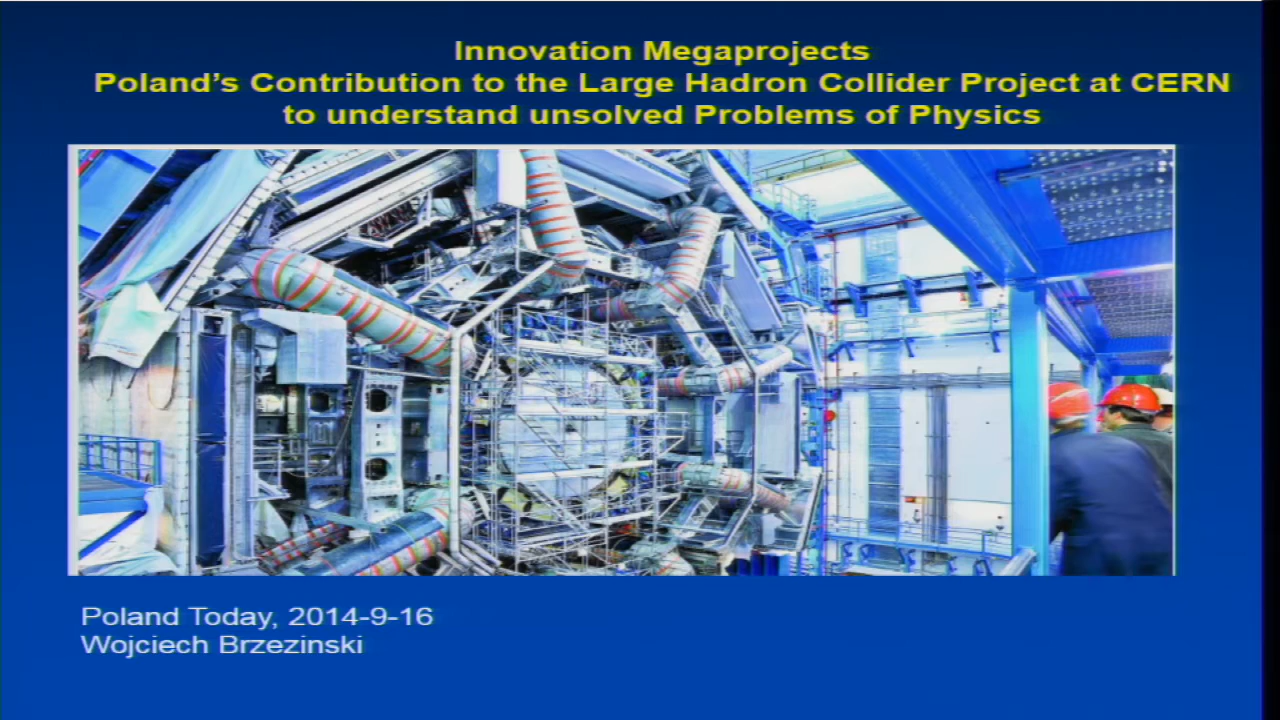 Innovation Megaprojects
Poland's Contribution to the Large Hadron Collider Project at CERN
to understand unsolved Problems of Physics
Poland Today, 2014-9-16
Wojciech Brzezinski